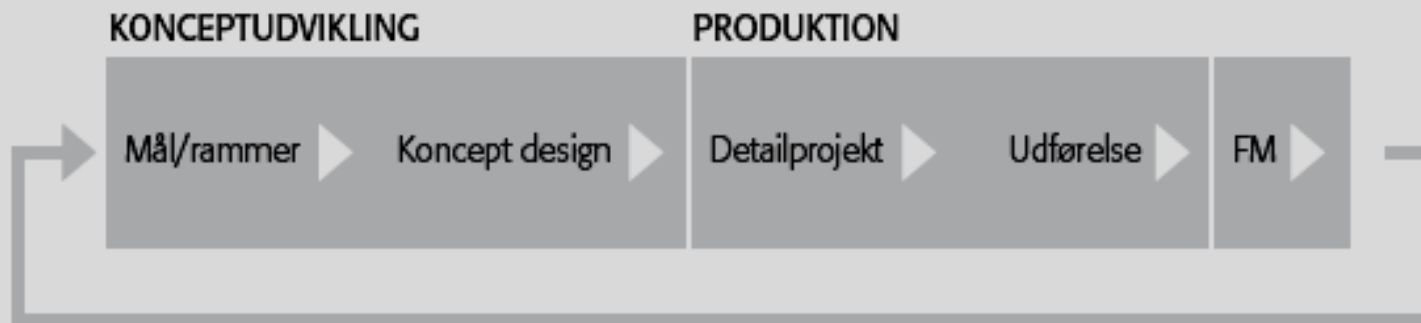 KONCEPTUDVIKLING PRODUKTION
Mål/rammer Koncept design Detailprojekt Udførelse FM